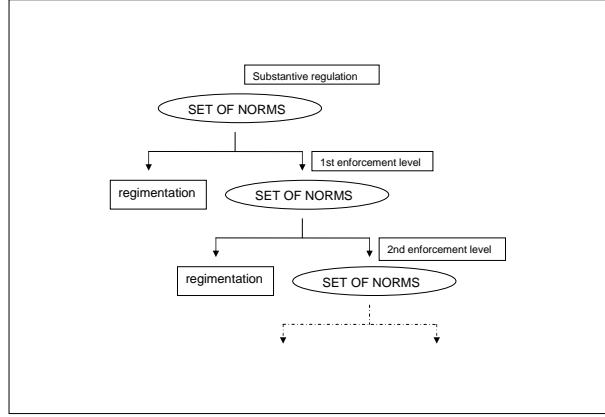 Substantive regulation
SET OF NORMS
1st enforcement level
regimentation
SET OF NORMS
2nd enforcement level
regimentation
SET OF NORMS